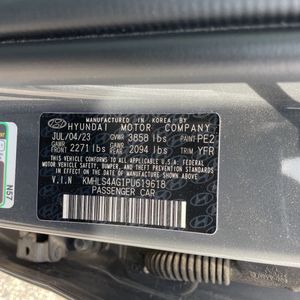 MANUFACTURED IN KOREA BY
HYUNDAI MOTOR COMPANY
JUL/04/23 GVWR 3858 lbs PAINT PE2
GAWR FRONT 2271 lbs GAWR REAR 2094 lbs TRIM YFR
THIS VEHICLE CONFORMS TO ALL APPLICABLE
U.S. FEDERAL MOTOR VEHICLE SAFETY, BUMPER,
AND THEFT PREVENTION STANDARDS IN EFFECT
ON THE DATE OF MANUFACTURE SHOWN ABOVE.
V.I.N KMHLS4AG1PU619618
PASSENGER CAR
N57